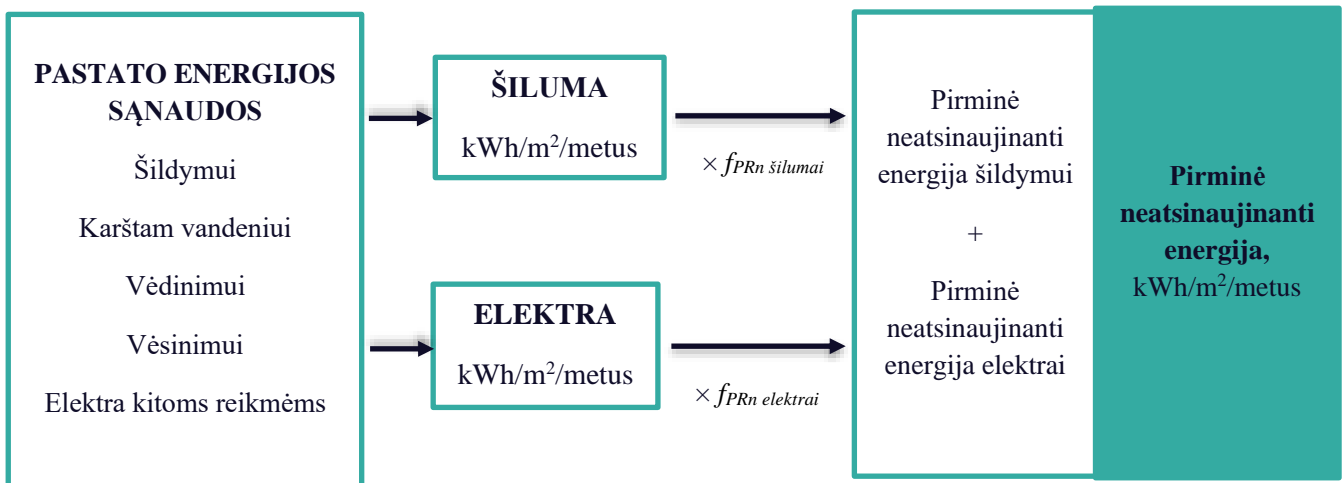 PASTATO ENERGIJOS
SĄNAUDOS
Šildymui
Karštam vandeniui
Vėdinimui
Vėsinimui
Elektra kitoms reikmėms
ŠILUMA
kWh/m²/metus
× fPRn šilumai
ELEKTRA
kWh/m²/metus
× fPRn elektrai
Pirminė
neatsinaujinanti
energija šildymui
+
Pirminė
neatsinaujinanti
energija elektrai
Pirminė
neatsinaujinanti
energija,
kWh/m²/metus